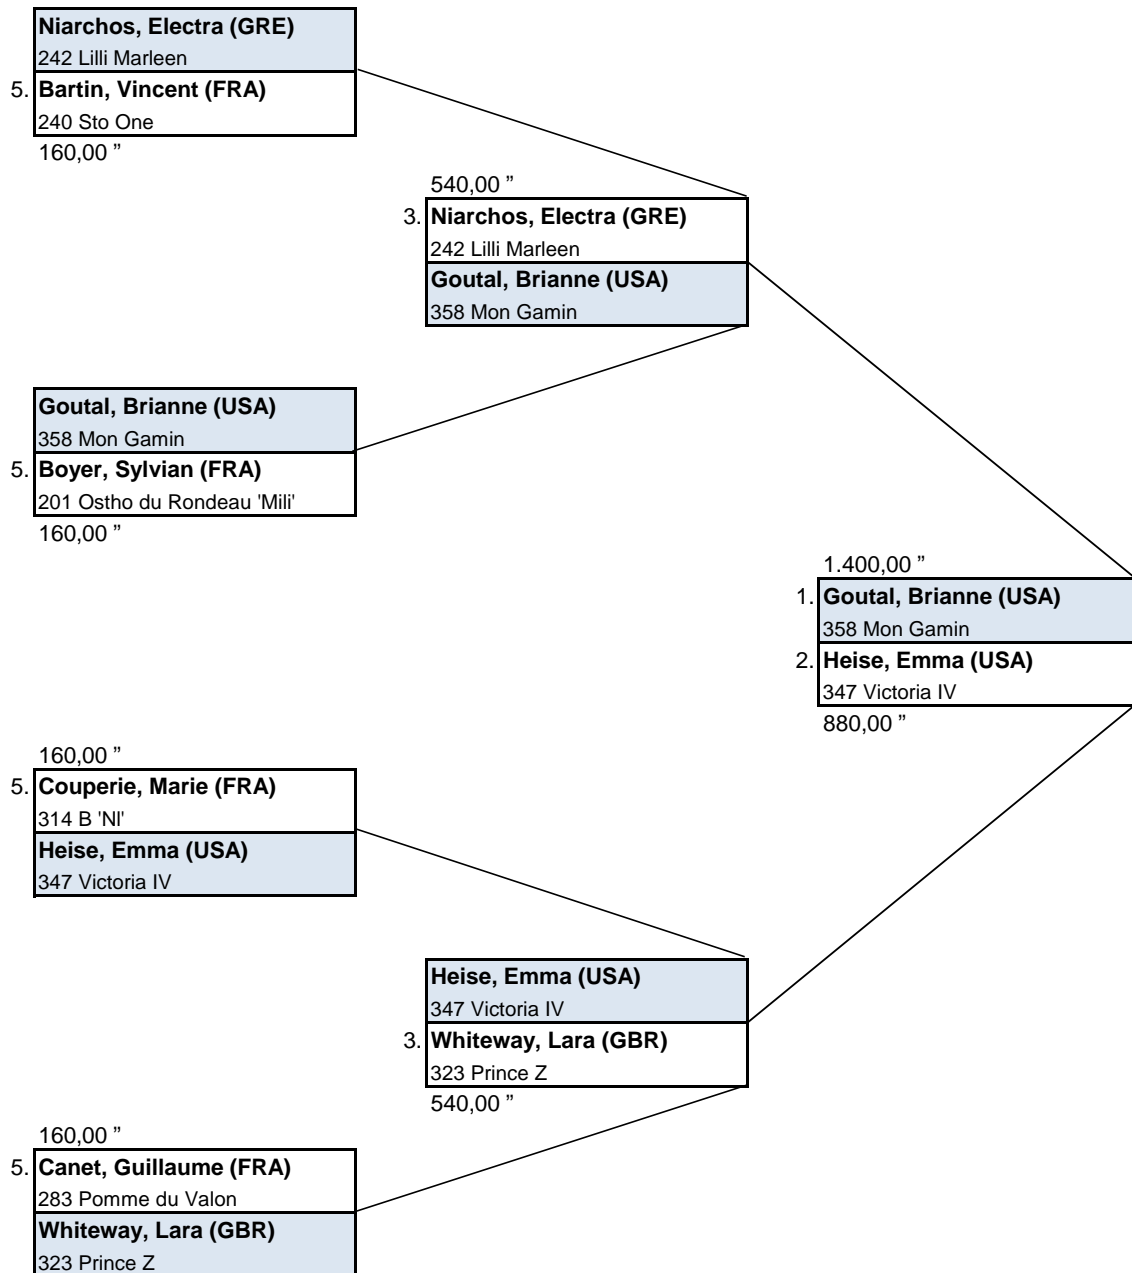 Niarchos, Electra (GRE)
242 Lilli Marleen
5. Bartin, Vincent (FRA)
240 Sto One
160,00 ”
540,00 ”
3. Niarchos, Electra (GRE)
242 Lilli Marleen
Goutal, Brianne (USA)
358 Mon Gamin
Goutal, Brianne (USA)
358 Mon Gamin
5. Boyer, Sylvian (FRA)
201 Ostho du Rondeau 'Mili'
160,00 ”
1.400,00 ”
1. Goutal, Brianne (USA)
358 Mon Gamin
2. Heise, Emma (USA)
347 Victoria IV
880,00 ”
160,00 ”
5. Couperie, Marie (FRA)
314 B 'Nl'
Heise, Emma (USA)
347 Victoria IV
Heise, Emma (USA)
347 Victoria IV
3. Whiteway, Lara (GBR)
323 Prince Z
540,00 ”
160,00 ”
5. Canet, Guillaume (FRA)
283 Pomme du Valon
Whiteway, Lara (GBR)
323 Prince Z